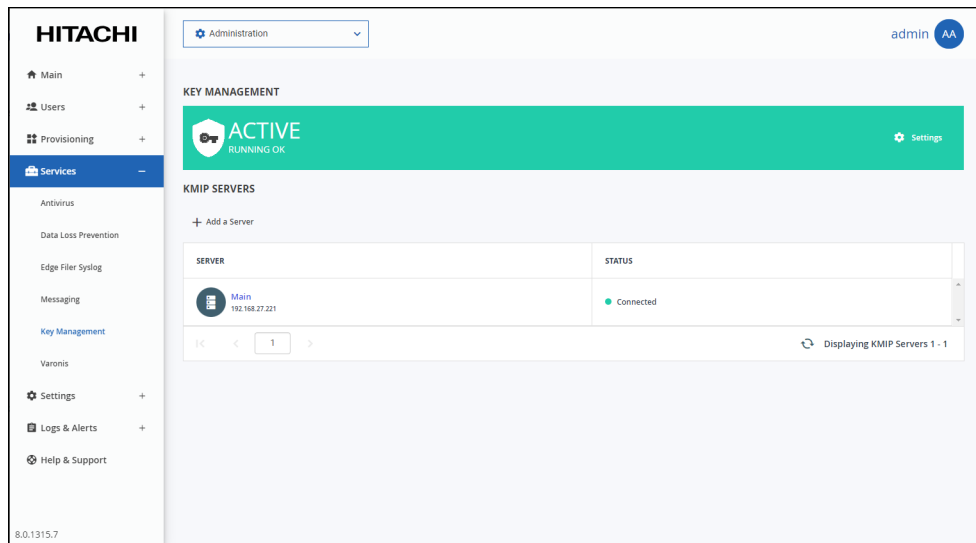 HITACHI
Administration
admin AA
Main
Users
Provisioning
Services
Antivirus
Data Loss Prevention
Edge Filer Syslog
Messaging
Key Management
Varonis
Settings
Logs & Alerts
Help & Support
8.0.1315.7
KEY MANAGEMENT
ACTIVE
RUNNING OK
Settings
KMIP SERVERS
+ Add a Server
SERVER STATUS
Main
192.168.27.221
Connected
1
Displaying KMIP Servers 1 - 1